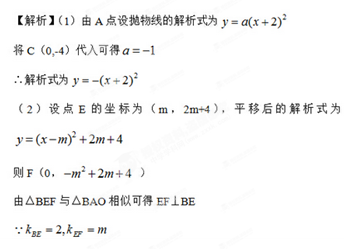 【解析】（1）由 A 点设抛物线的解析式为 y = a(x + 2)²
将 C（0,-4）代入可得 a = −1
∴解析式为 y = −(x + 2)²
（2）设点 E 的坐标为（m，2m+4），平移后的解析式为
y = (x − m)² + 2m + 4
则 F（0，−m² + 2m + 4 ）
由△BEF 与△BAO 相似可得 EF⊥BE
∵ k_BE = 2, k_EF = m